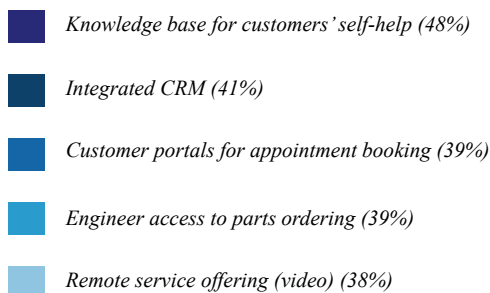 Knowledge base for customers’ self-help (48%)
Integrated CRM (41%)
Customer portals for appointment booking (39%)
Engineer access to parts ordering (39%)
Remote service offering (video) (38%)